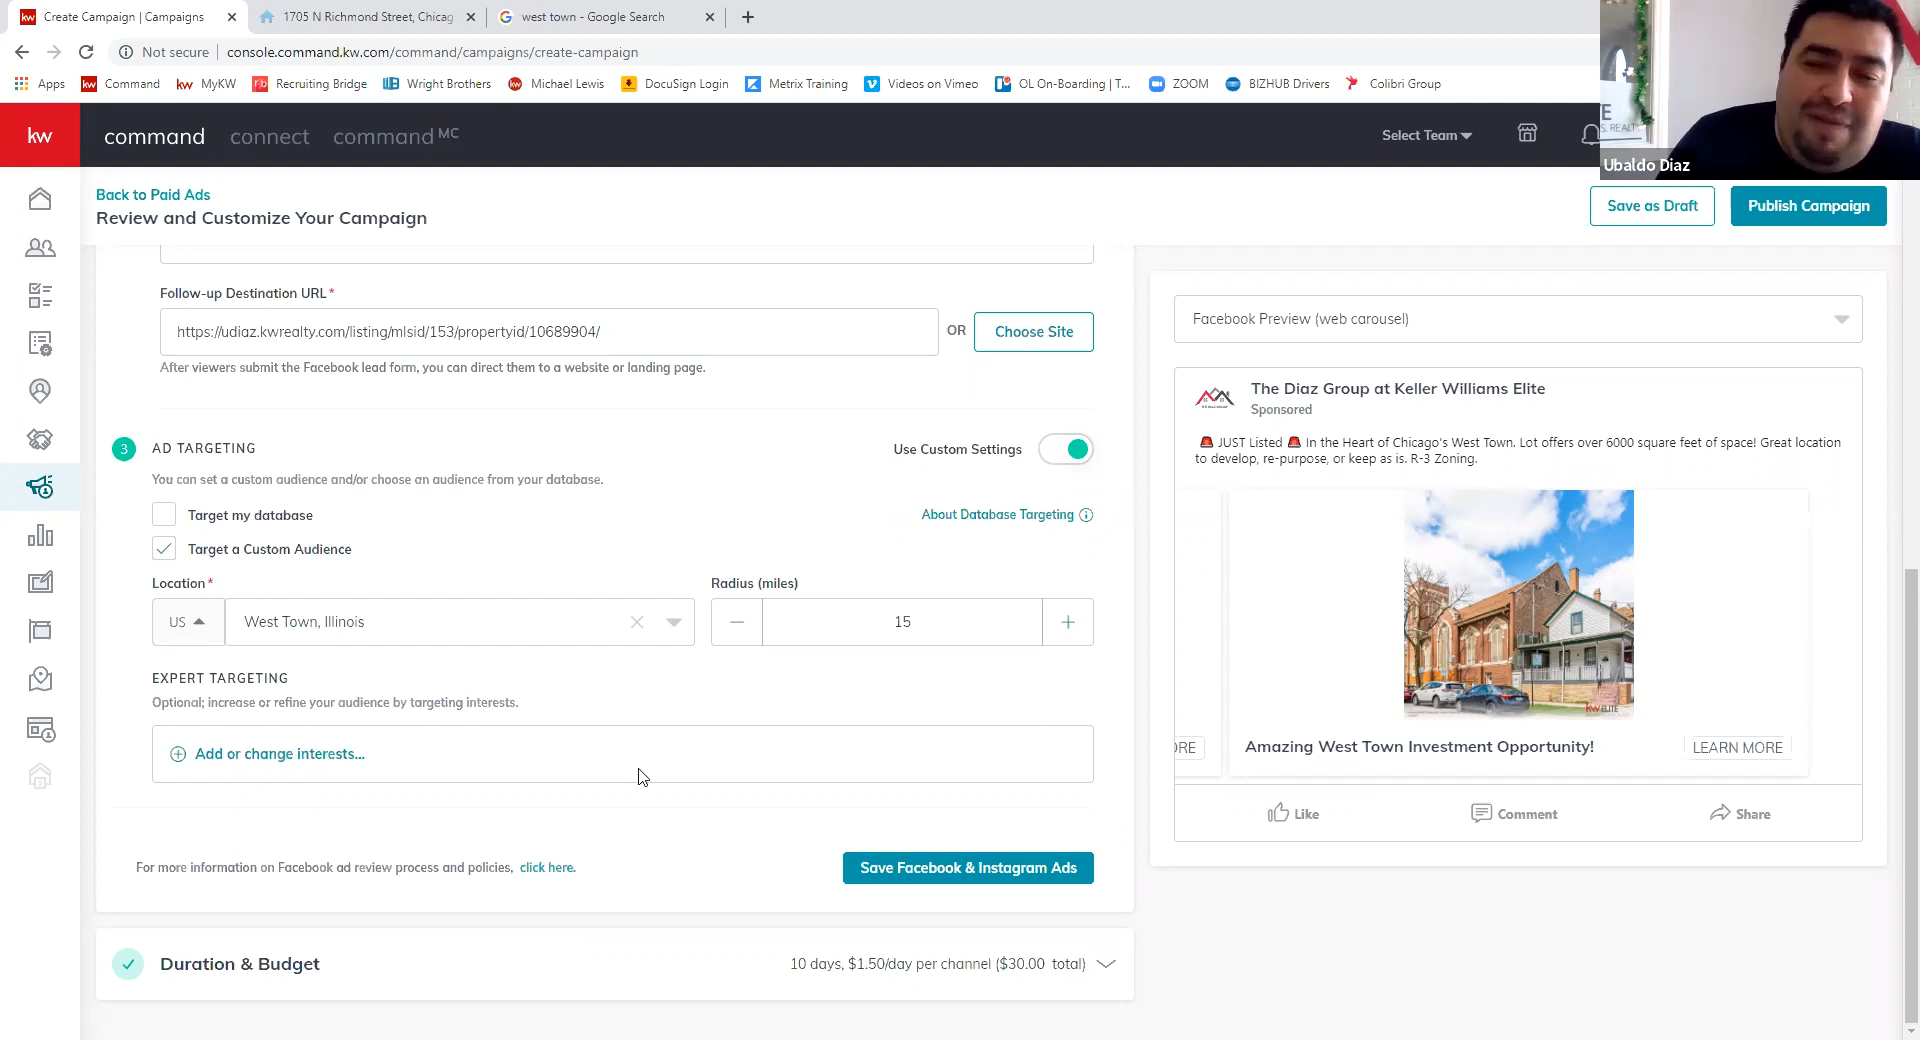 Create Campaign | Campaigns
1705 N Richmond Street, Chicag
west town - Google Search
Not secure
console.command.kw.com/command/campaigns/create-campaign
Apps
kw
Command
kw
MyKW
Recruiting Bridge
Wright Brothers
kw
Michael Lewis
DocuSign Login
Metrix Training
Videos on Vimeo
OL On-Boarding | T...
ZOOM
BIZHUB Drivers
Colibri Group
kw
command
connect
command MC
Select Team
Ubaldo Diaz
Back to Paid Ads
Review and Customize Your Campaign
Save as Draft
Publish Campaign
Follow-up Destination URL*
https://udiaz.kwrealty.com/listing/mlsid/153/propertyid/10689904/
OR
Choose Site
After viewers submit the Facebook lead form, you can direct them to a website or landing page.
3
AD TARGETING
Use Custom Settings
You can set a custom audience and/or choose an audience from your database.
Target my database
About Database Targeting
Target a Custom Audience
Location*
Radius (miles)
US
West Town, Illinois
15
EXPERT TARGETING
Optional; increase or refine your audience by targeting interests.
Add or change interests...
For more information on Facebook ad review process and policies, click here.
Save Facebook & Instagram Ads
Duration & Budget
10 days, $1.50/day per channel ($30.00 total)
Facebook Preview (web carousel)
The Diaz Group at Keller Williams Elite
Sponsored
🚨 JUST Listed 🚨 In the Heart of Chicago's West Town. Lot offers over 6000 square feet of space! Great location
to develop, re-purpose, or keep as is. R-3 Zoning.
kw ELITE
ORE
Amazing West Town Investment Opportunity!
LEARN MORE
Like
Comment
Share